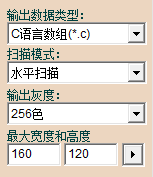 输出数据类型:
C语言数组(*.c)
扫描模式:
水平扫描
输出灰度:
256色
最大宽度和高度
160 120